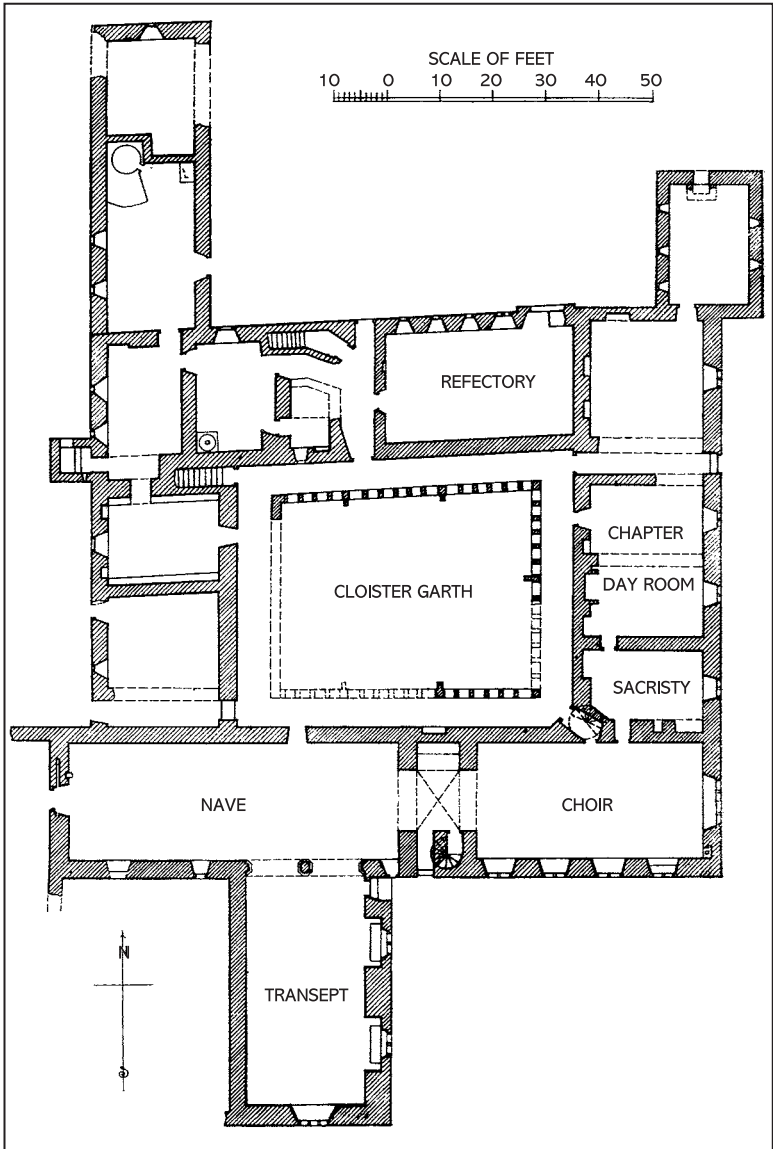 SCALE OF FEET
10 0 10 20 30 40 50
REFECTORY
CHAPTER
CLOISTER GARTH
DAY ROOM
SACRISTY
NAVE
CHOIR
N
TRANSEPT
S